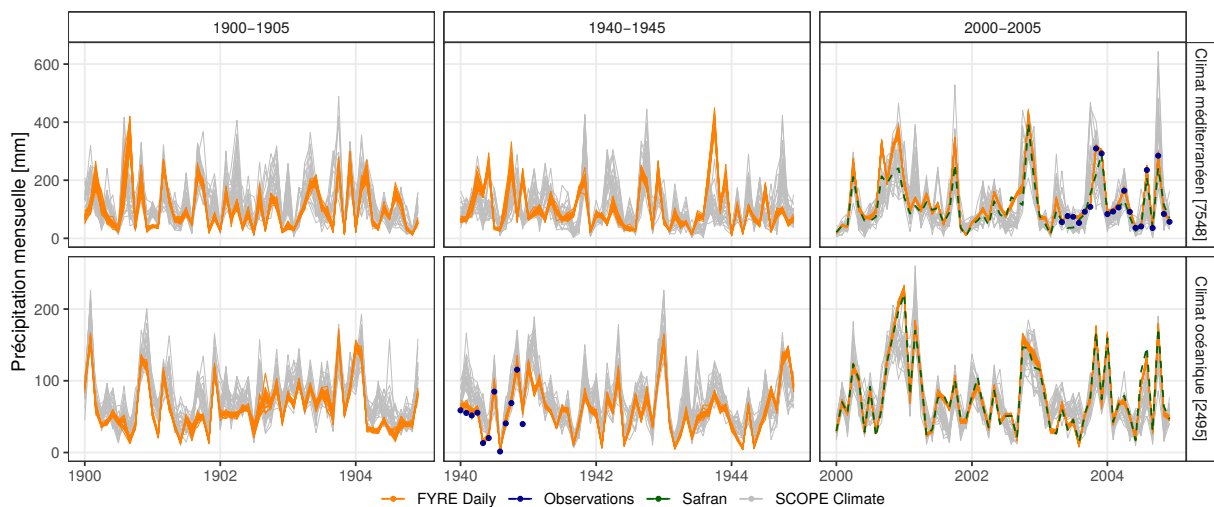 1900−1905 1940−1945 2000−2005
Précipitation mensuelle [mm]
600
400
200
0
Climat méditerranéen [7548]
200
100
0
Climat océanique [2495]
1900 1902 1904 1940 1942 1944 2000 2002 2004
FYRE Daily Observations Safran SCOPE Climate